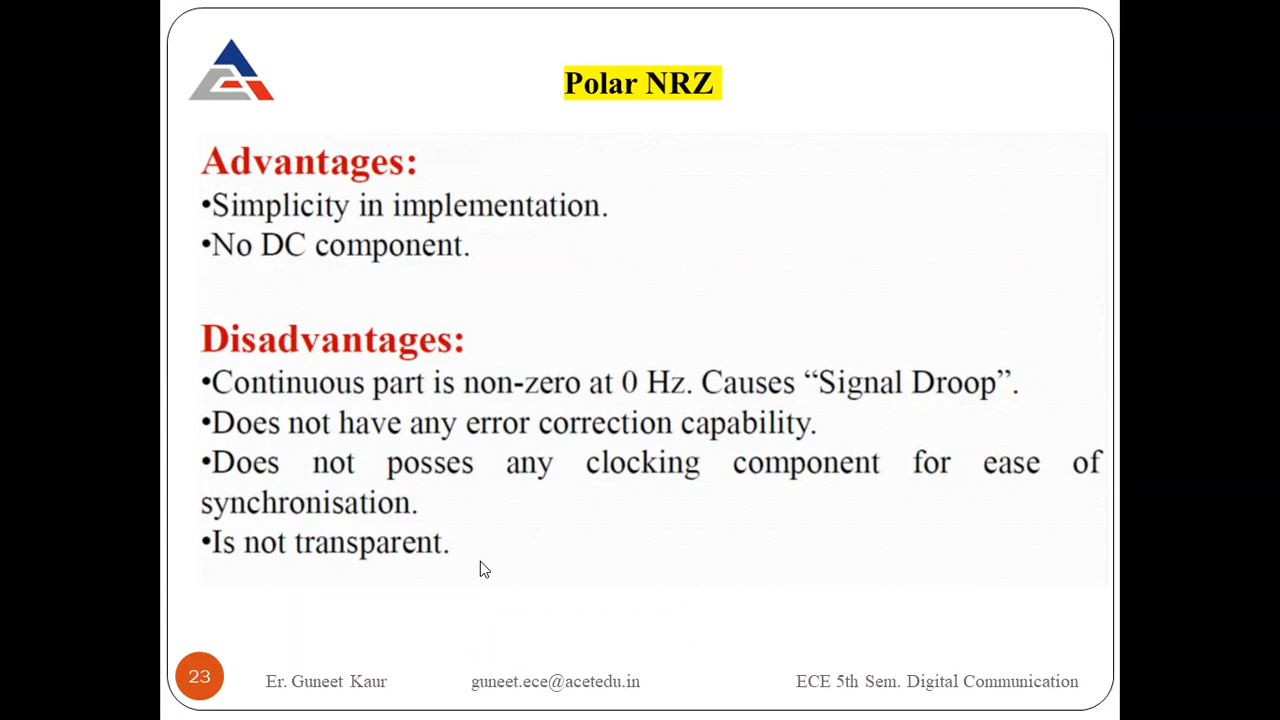 Polar NRZ
Advantages:
•Simplicity in implementation.
•No DC component.
Disadvantages:
•Continuous part is non-zero at 0 Hz. Causes “Signal Droop”.
•Does not have any error correction capability.
•Does not posses any clocking component for ease of
synchronisation.
•Is not transparent.
23 Er. Guneet Kaur guneet.ece@acetedu.in ECE 5th Sem. Digital Communication